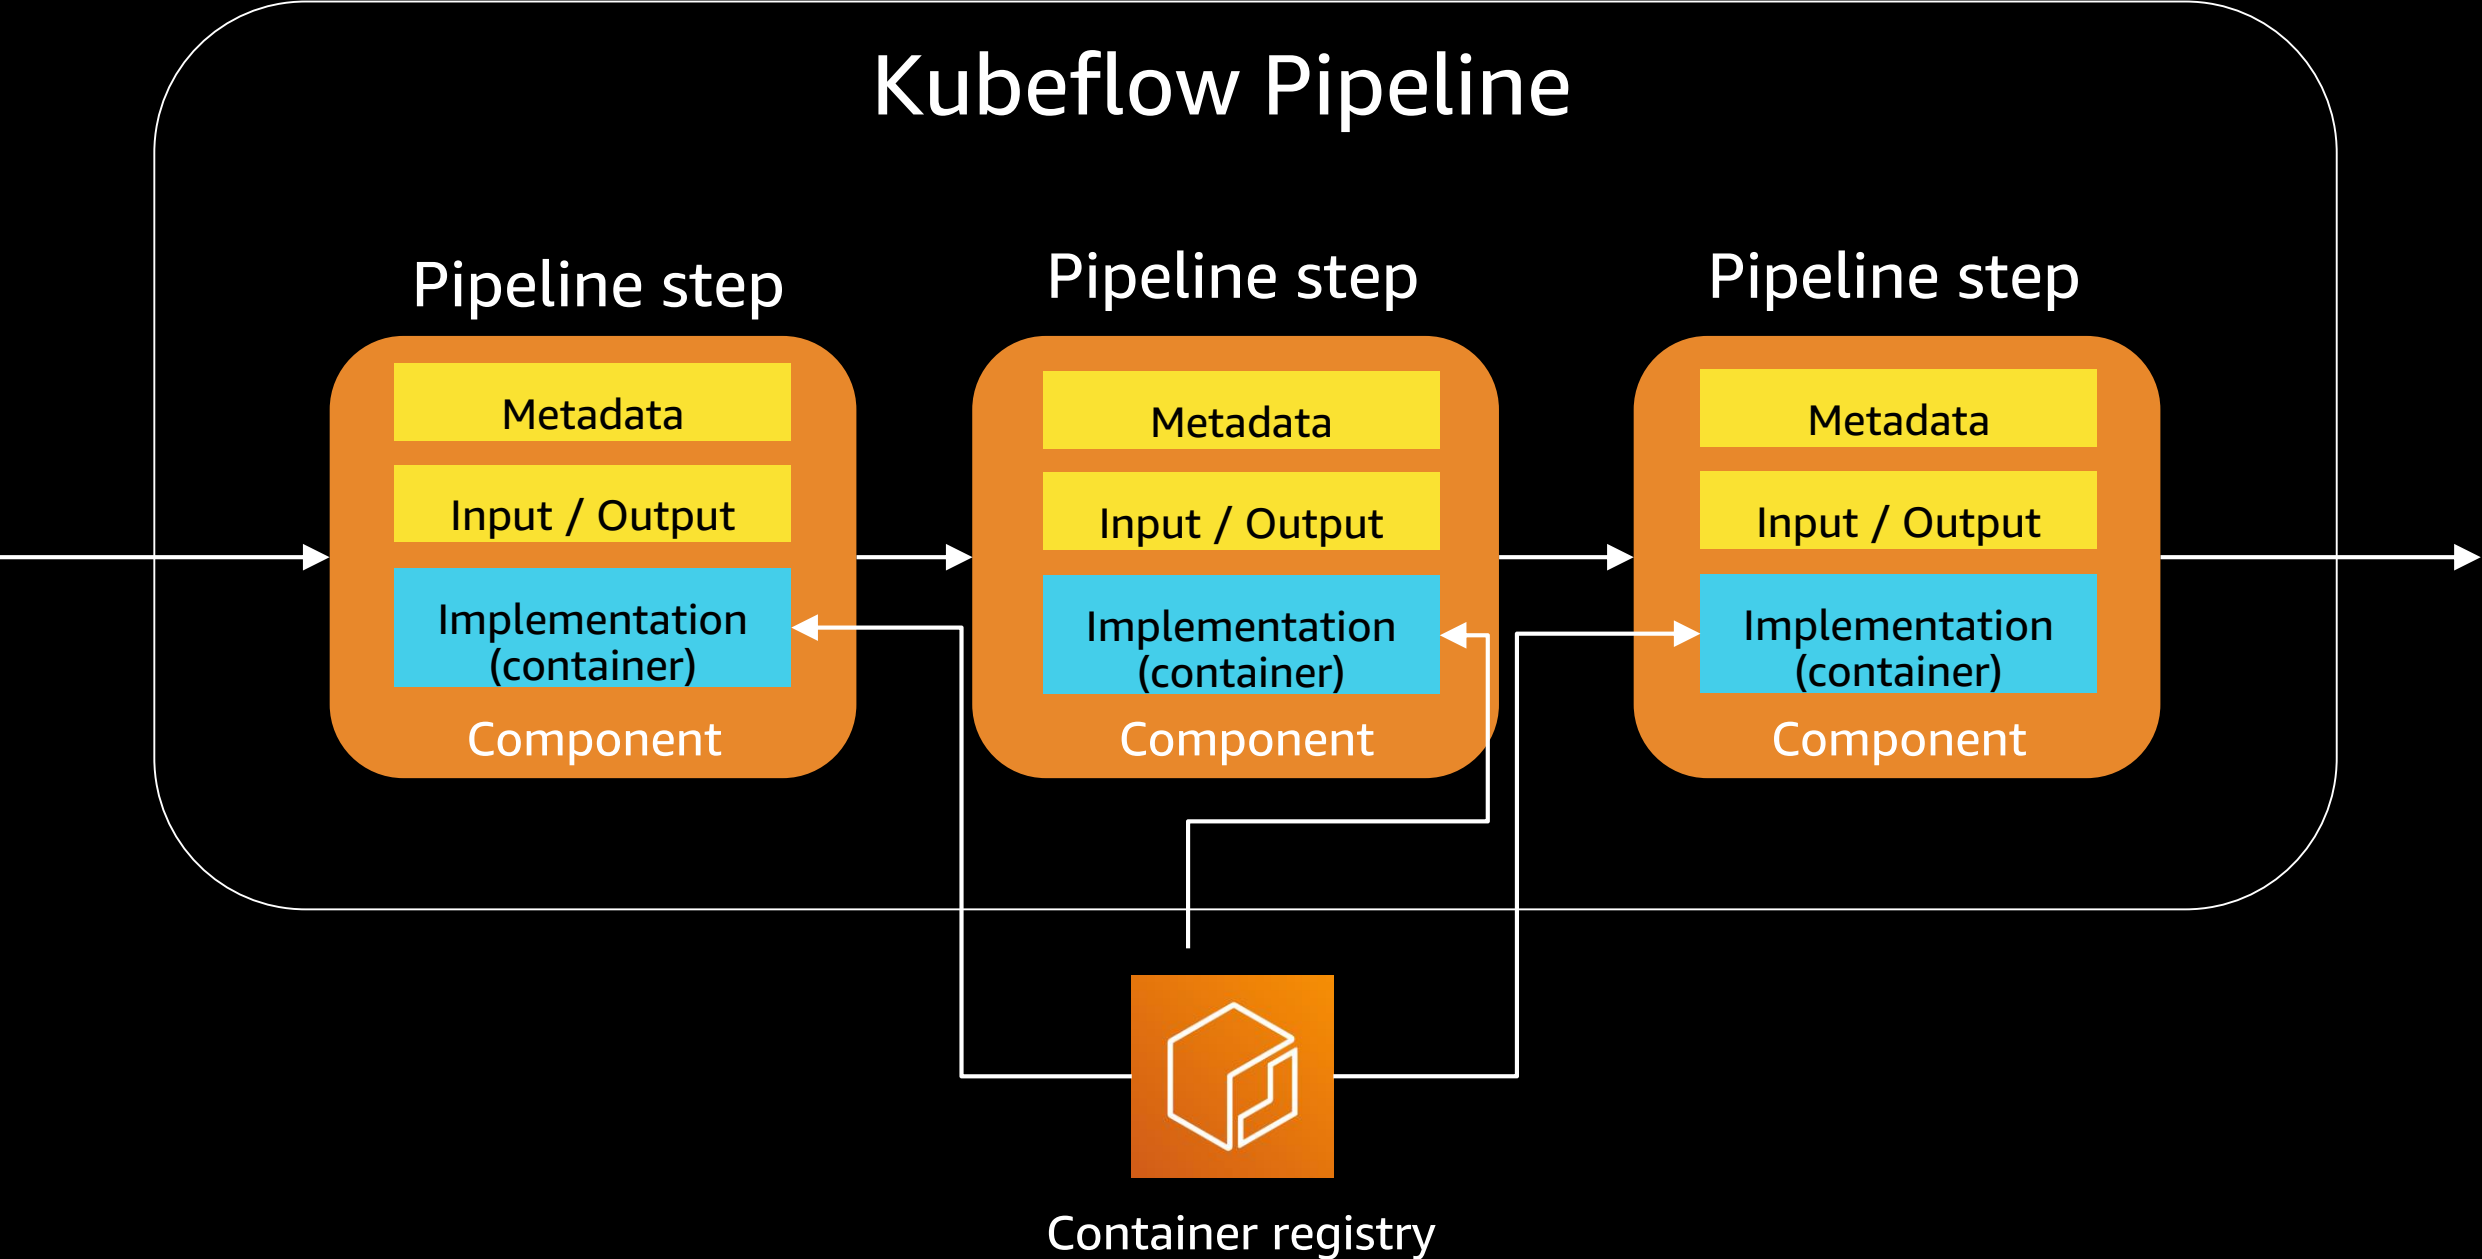 Kubeflow Pipeline
Pipeline step
Metadata
Input / Output
Implementation
(container)
Component
Pipeline step
Metadata
Input / Output
Implementation
(container)
Component
Pipeline step
Metadata
Input / Output
Implementation
(container)
Component
Container registry